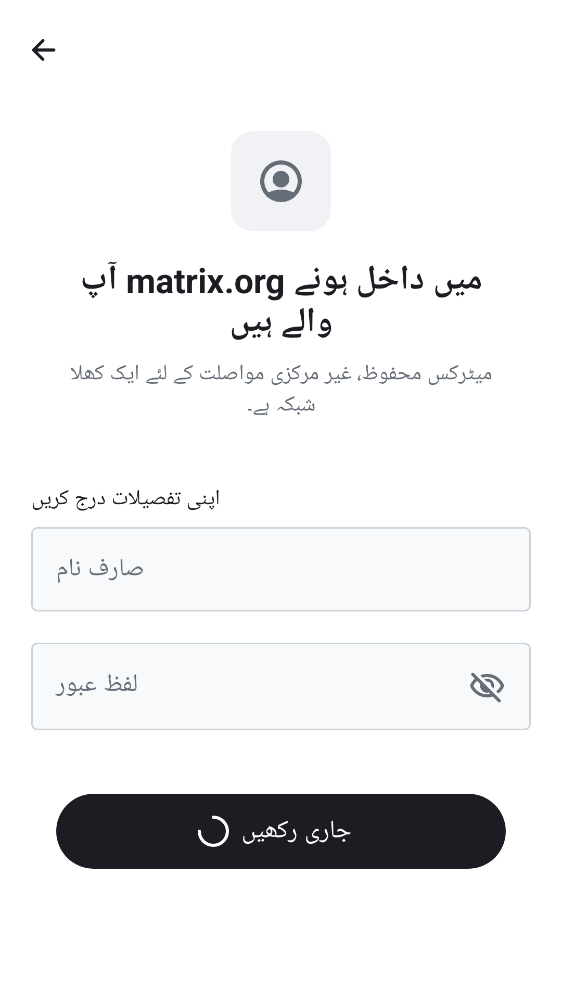 آپ matrix.org میں داخل ہونے
والے ہیں
میٹرکس محفوظ، غیر مرکزی مواصلت کے لئے ایک کھلا
شبکہ ہے۔
اپنی تفصیلات درج کریں
صارف نام
لفظ عبور
جاری رکھیں